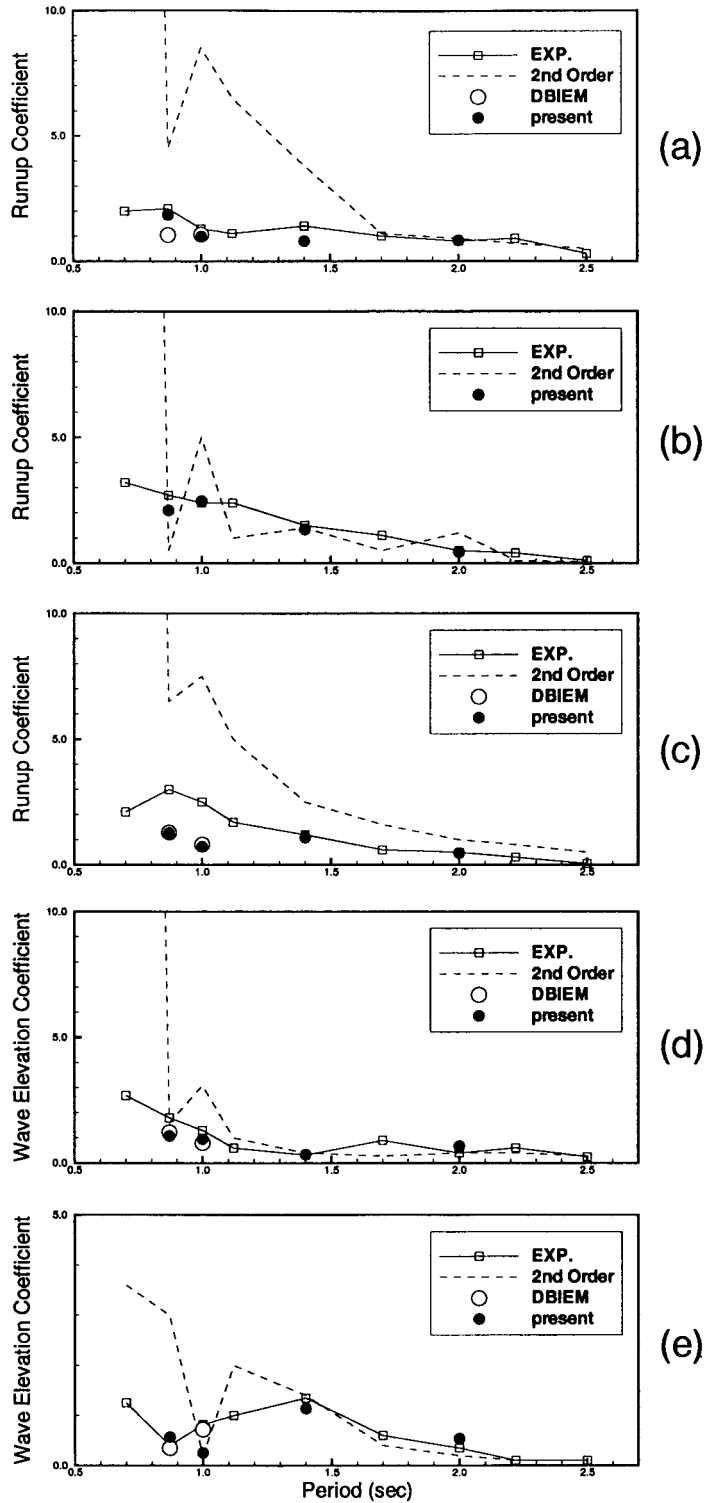 10.0
5.0
0.0
0.5
1.0
1.5
2.0
2.5
Runup Coefficient
EXP.
2nd Order
DBIEM
present
(a)
10.0
5.0
0.0
0.5
1.0
1.5
2.0
2.5
Runup Coefficient
EXP.
2nd Order
present
(b)
10.0
5.0
0.0
0.5
1.0
1.5
2.0
2.5
Runup Coefficient
EXP.
2nd Order
DBIEM
present
(c)
10.0
5.0
0.0
0.5
1.0
1.5
2.0
2.5
Wave Elevation Coefficient
EXP.
2nd Order
DBIEM
present
(d)
5.0
0.0
0.5
1.0
1.5
2.0
2.5
Wave Elevation Coefficient
EXP.
2nd Order
DBIEM
present
(e)
Period (sec)